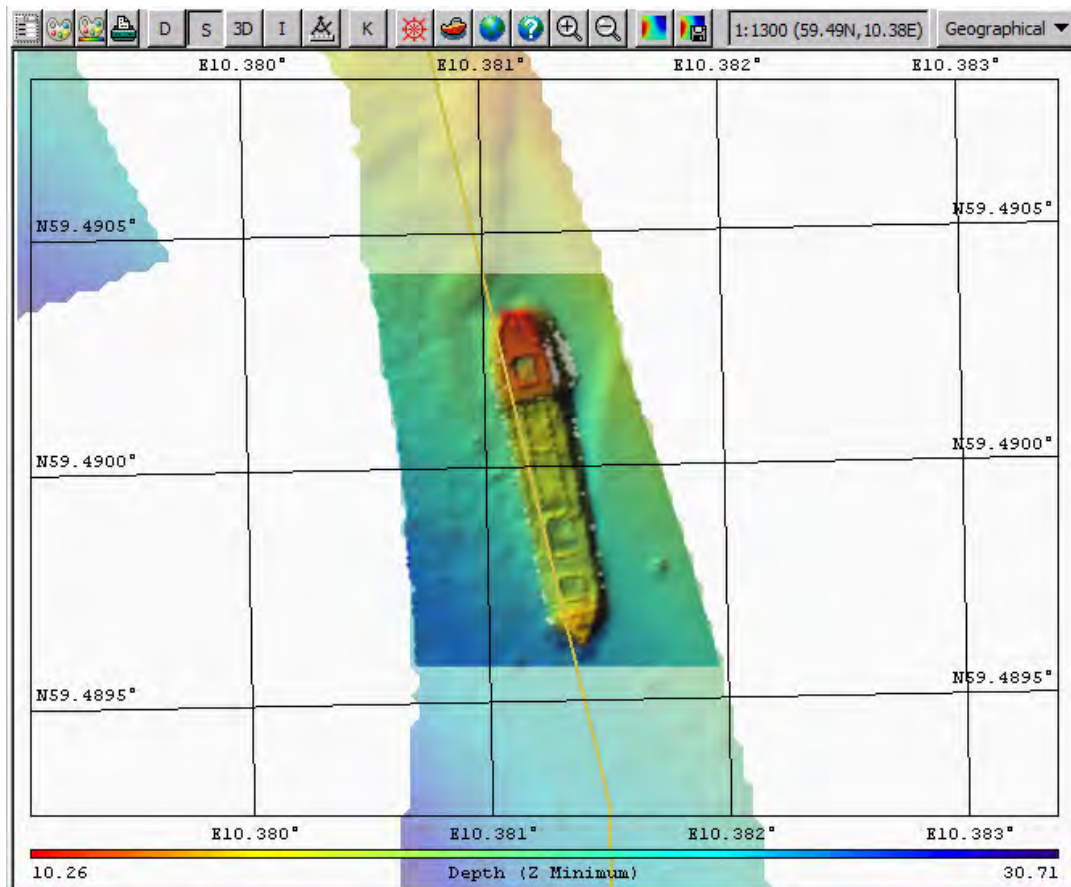 D S 3D I K 1:1300 (59.49N,10.38E) Geographical
E10.380° E10.381° E10.382° E10.383°
N59.4905° N59.4905°
N59.4900° N59.4900°
N59.4895° N59.4895°
E10.380° E10.381° E10.382° E10.383°
10.26 Depth (Z Minimum) 30.71